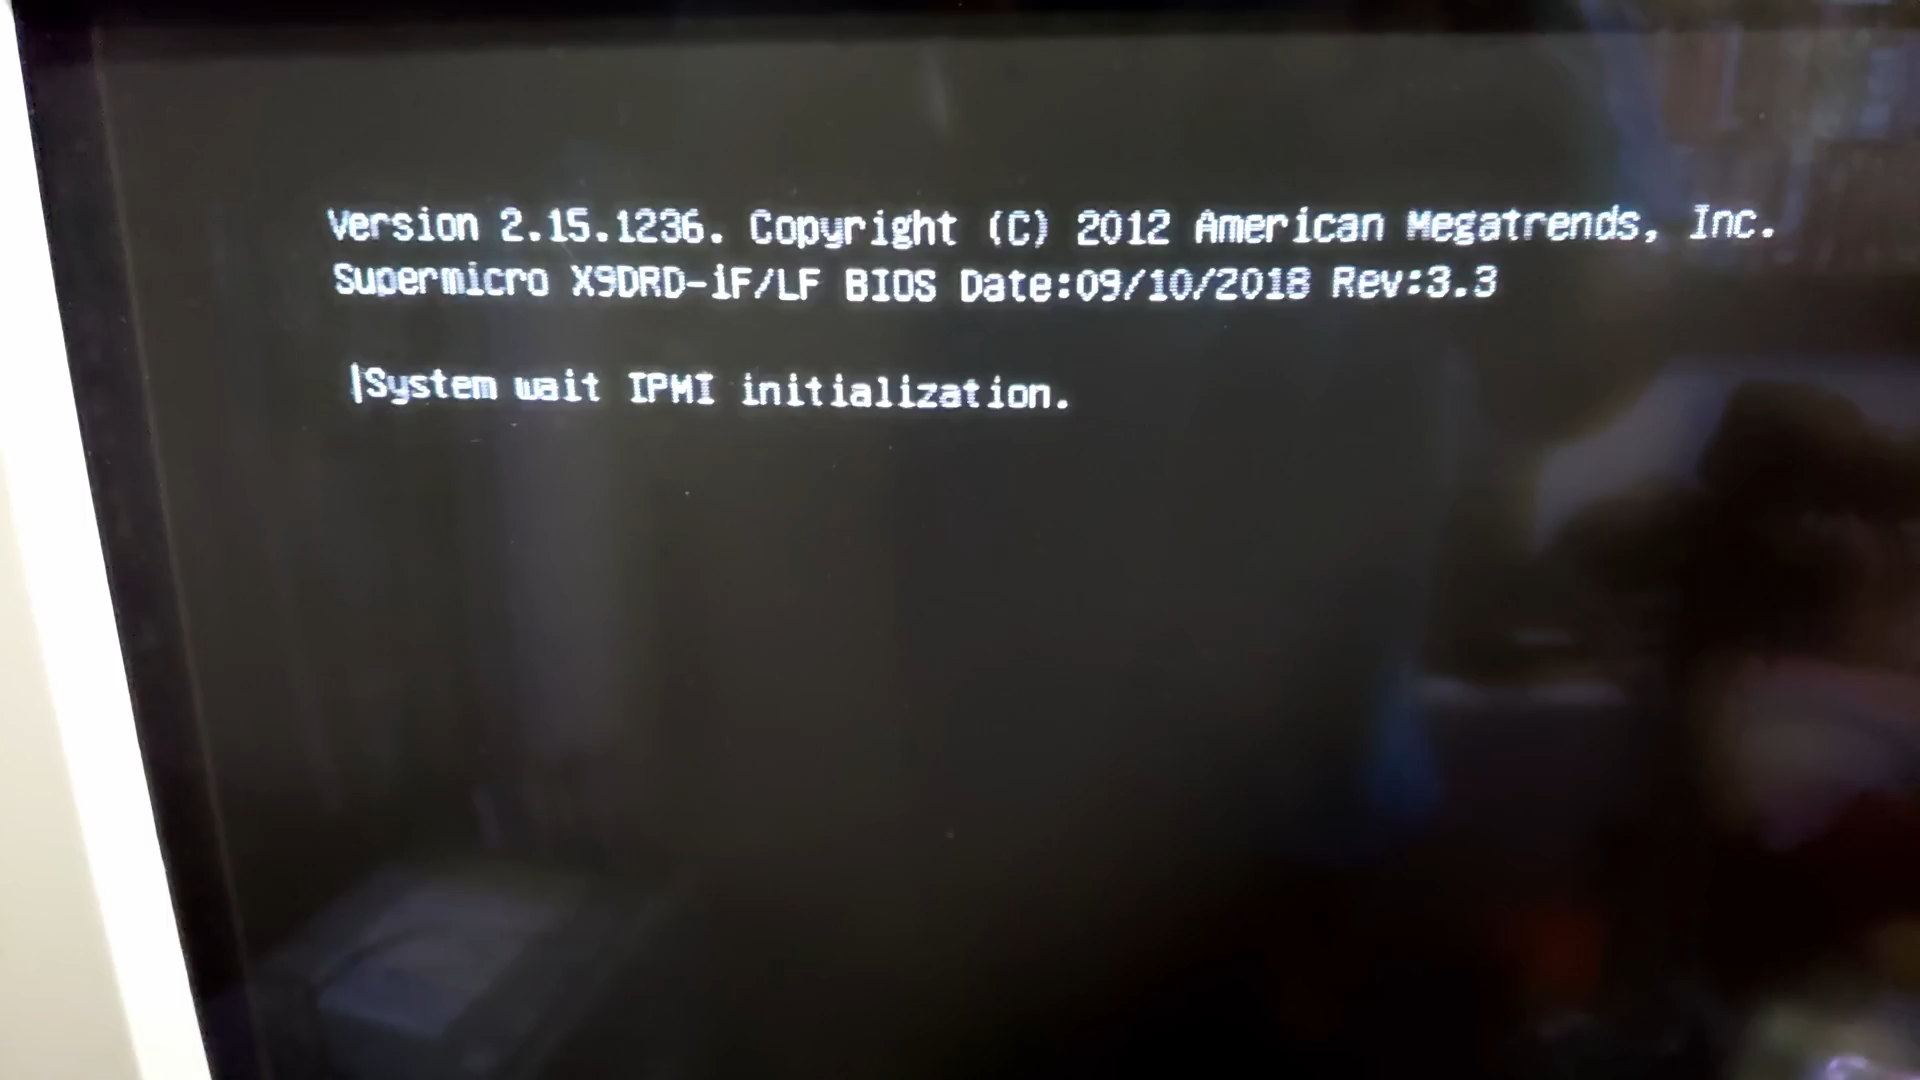 Version 2.15.1236. Copyright (C) 2012 American Megatrends, Inc.
Supermicro X9DRD-iF/LF BIOS Date:09/10/2018 Rev:3.3
|System wait IPMI initialization.